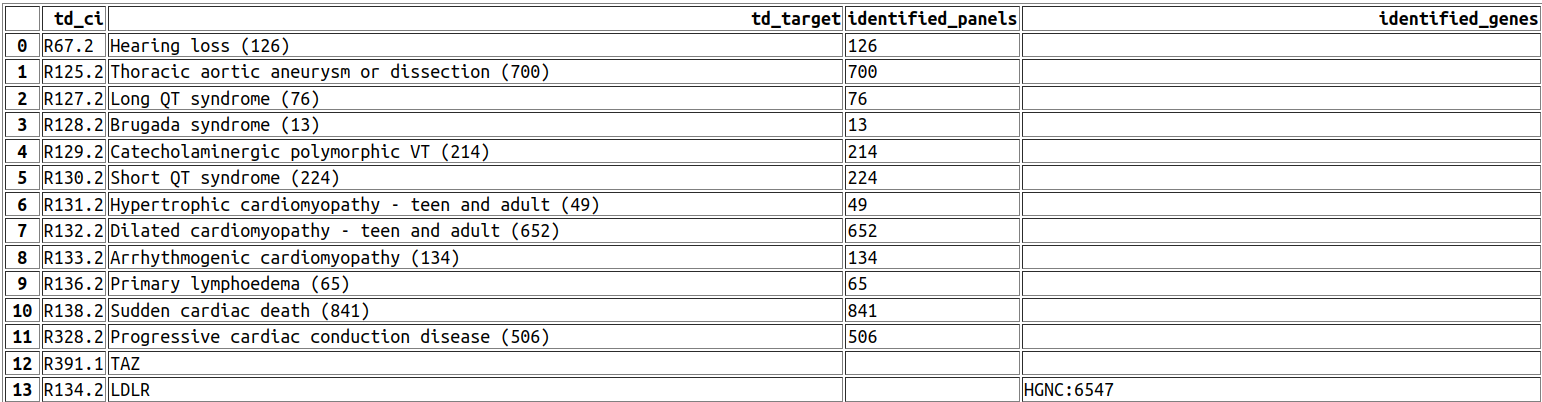 td_ci td_target identified_panels identified_genes
0 R67.2 Hearing loss (126) 126
1 R125.2 Thoracic aortic aneurysm or dissection (700) 700
2 R127.2 Long QT syndrome (76) 76
3 R128.2 Brugada syndrome (13) 13
4 R129.2 Catecholaminergic polymorphic VT (214) 214
5 R130.2 Short QT syndrome (224) 224
6 R131.2 Hypertrophic cardiomyopathy - teen and adult (49) 49
7 R132.2 Dilated cardiomyopathy - teen and adult (652) 652
8 R133.2 Arrhythmogenic cardiomyopathy (134) 134
9 R136.2 Primary lymphoedema (65) 65
10 R138.2 Sudden cardiac death (841) 841
11 R328.2 Progressive cardiac conduction disease (506) 506
12 R391.1 TAZ
13 R134.2 LDLR HGNC:6547